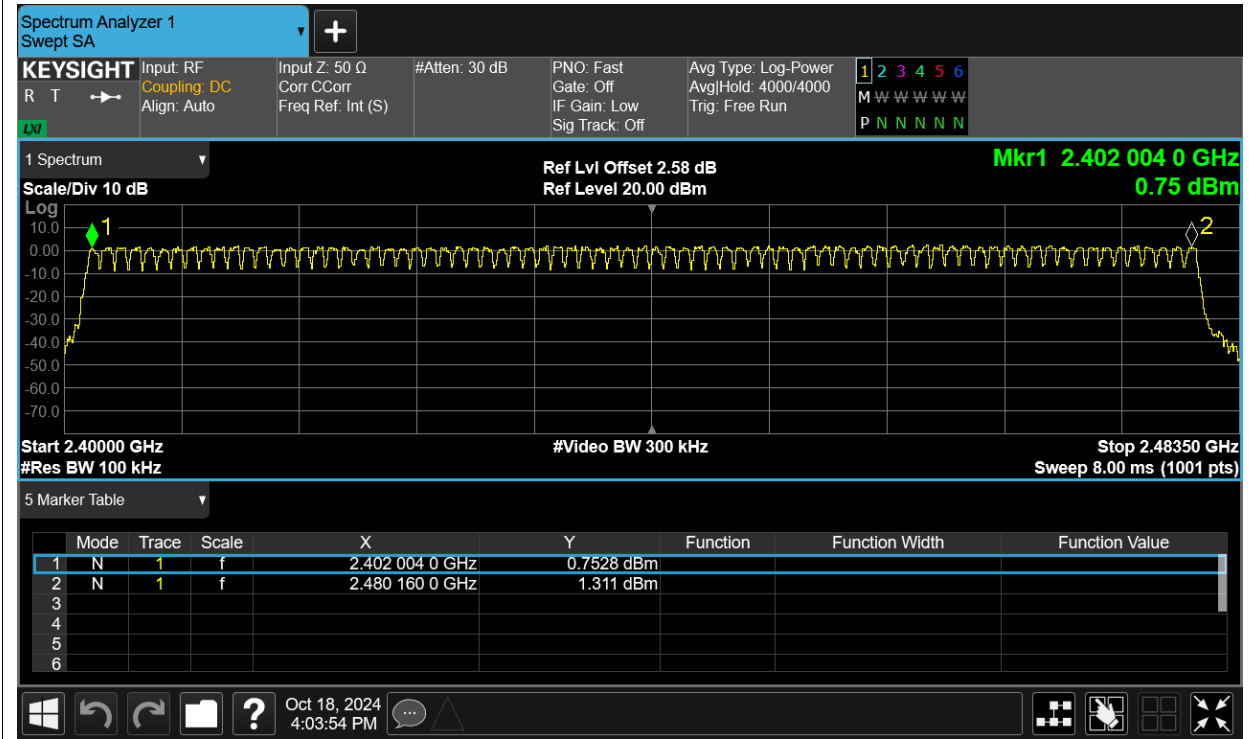 Spectrum Analyzer 1
Swept SA
+
KEYSIGHT
R T
LXI
Input: RF
Coupling: DC
Align: Auto
Input Z: 50 Ω
Corr CCorr
Freq Ref: Int (S)
#Atten: 30 dB
PNO: Fast
Gate: Off
IF Gain: Low
Sig Track: Off
Avg Type: Log-Power
Avg|Hold: 4000/4000
Trig: Free Run
1 2 3 4 5 6
M W W W W W
P N N N N N
1 Spectrum
Scale/Div 10 dB
Ref Lvl Offset 2.58 dB
Ref Level 20.00 dBm
Mkr1 2.402 004 0 GHz
0.75 dBm
Log
10.0
0.00
-10.0
-20.0
-30.0
-40.0
-50.0
-60.0
-70.0
1
2
Start 2.40000 GHz
#Video BW 300 kHz
Stop 2.48350 GHz
#Res BW 100 kHz
Sweep 8.00 ms (1001 pts)
5 Marker Table
Mode Trace Scale X Y Function Function Width Function Value
1 N 1 f 2.402 004 0 GHz 0.7528 dBm
2 N 1 f 2.480 160 0 GHz 1.311 dBm
3
4
5
6
?
Oct 18, 2024
4:03:54 PM